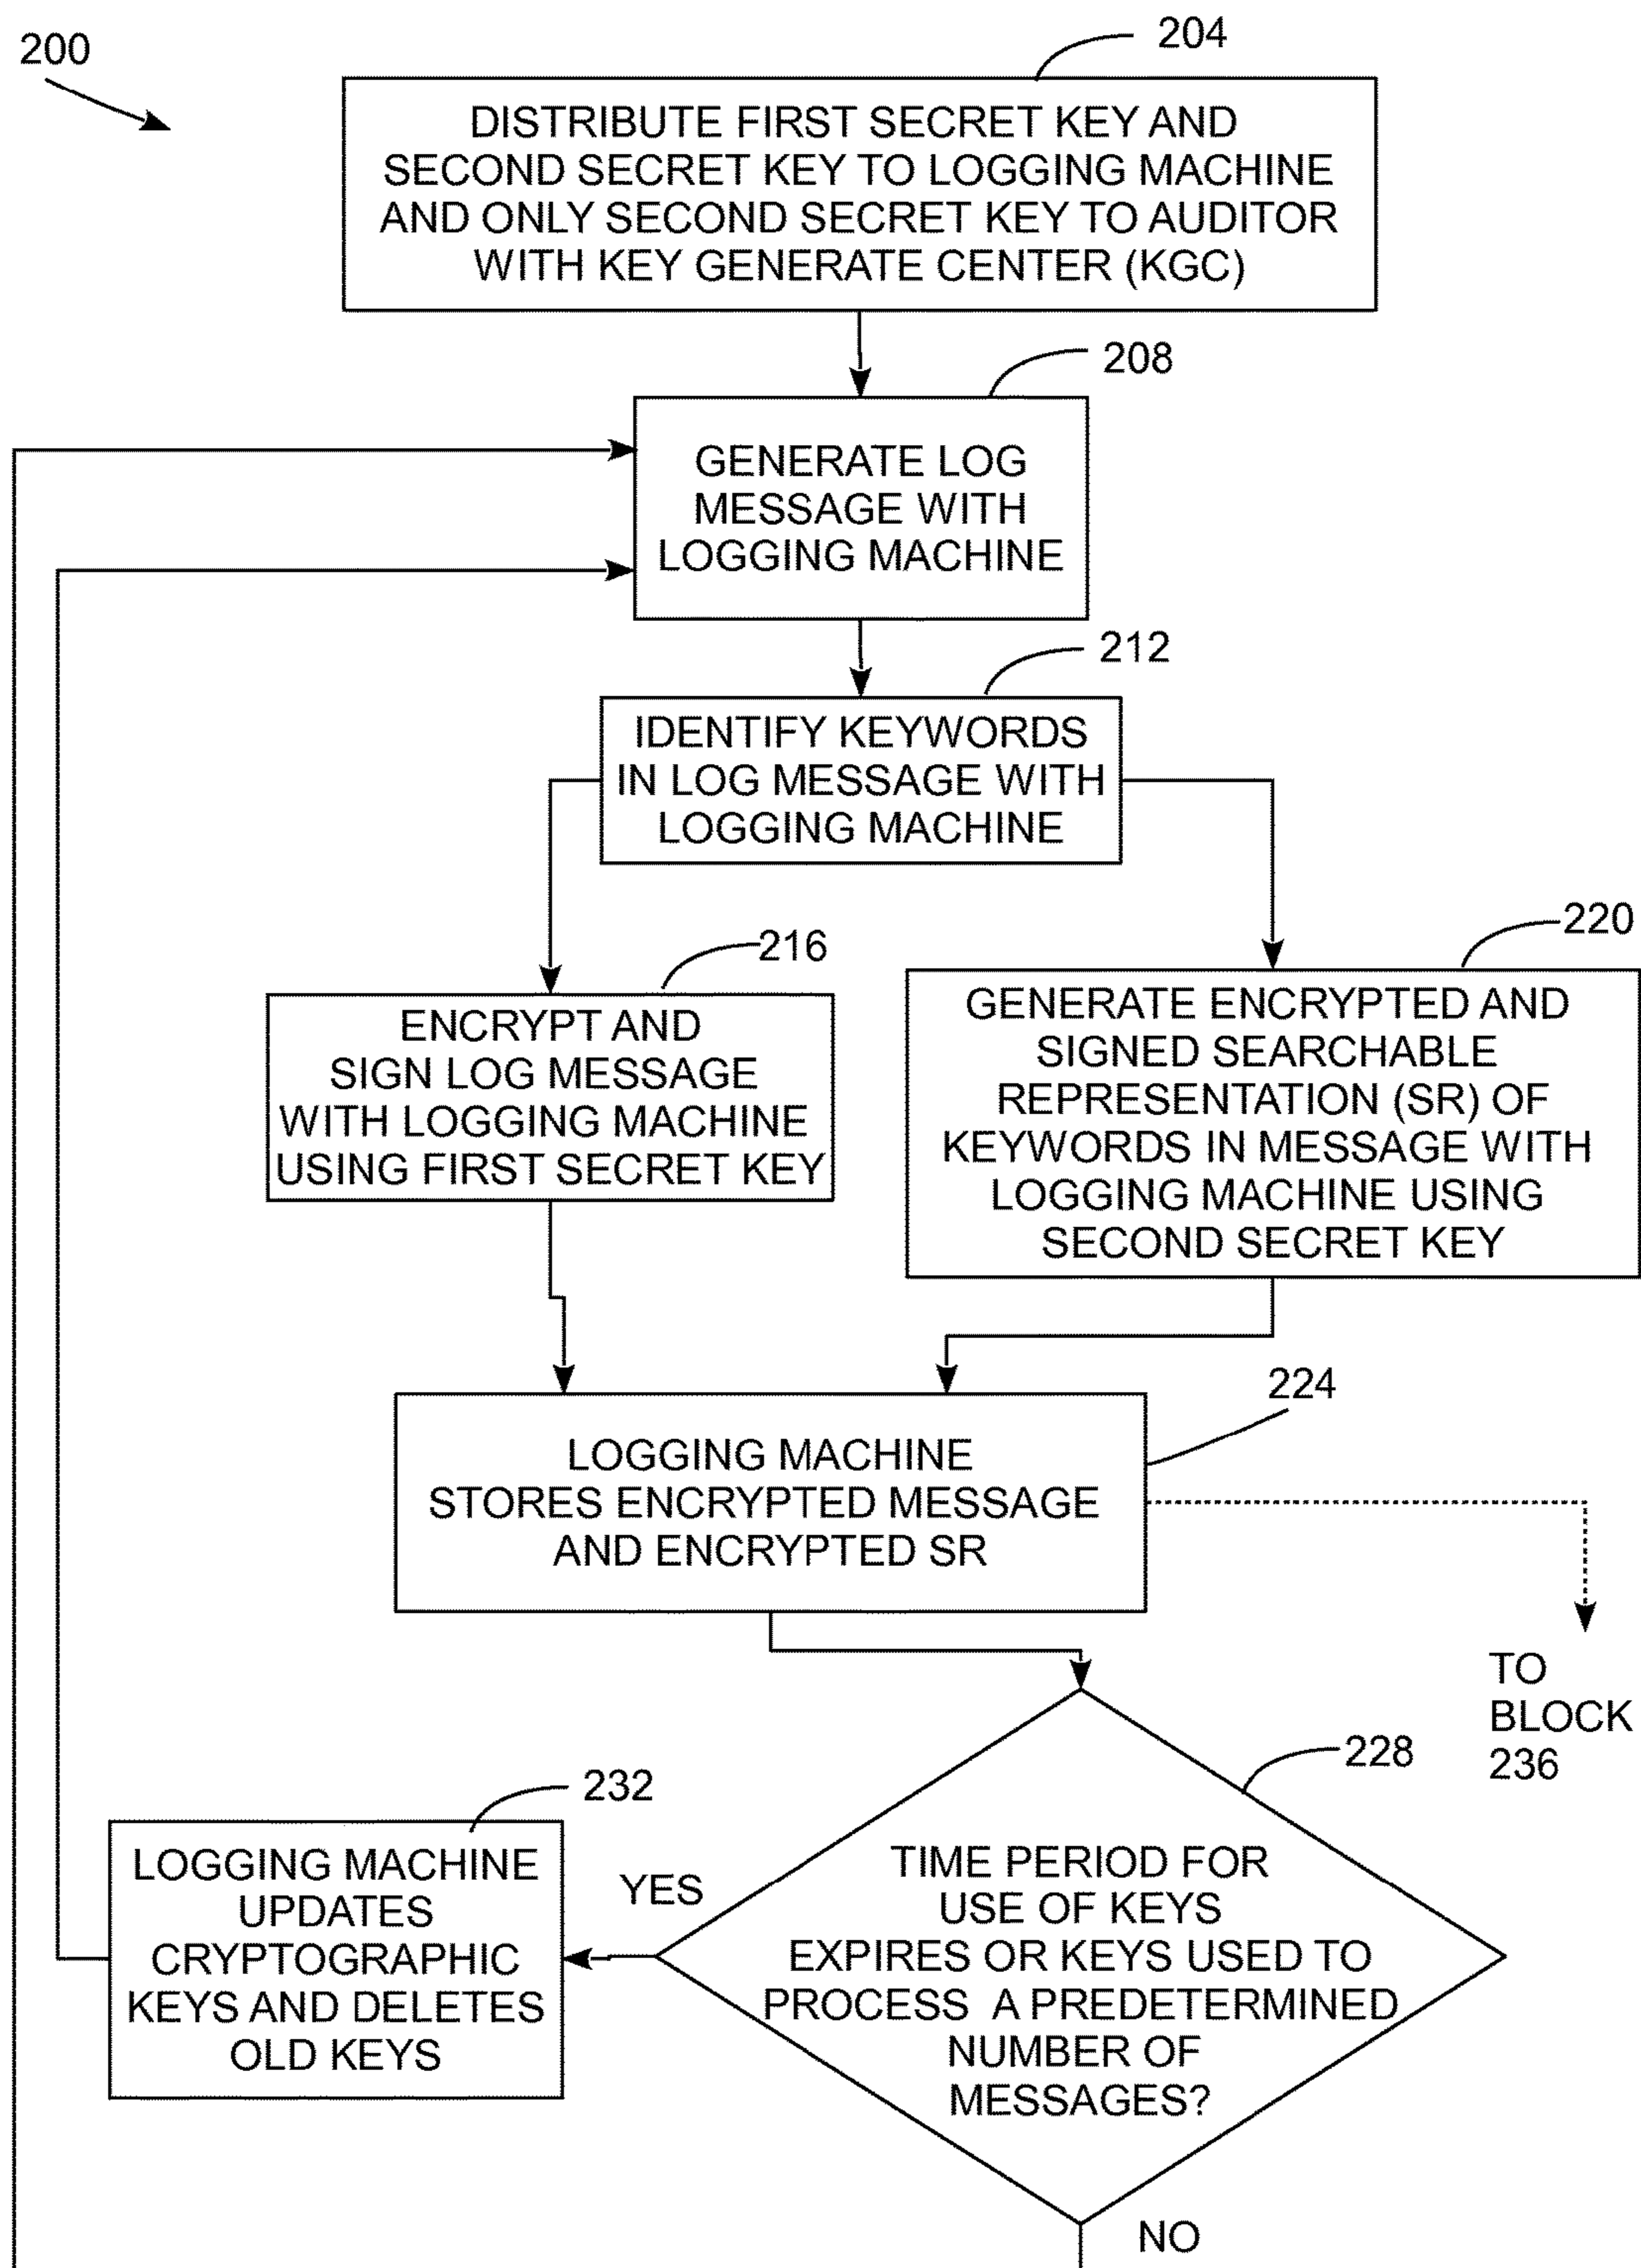 200
204
DISTRIBUTE FIRST SECRET KEY AND
SECOND SECRET KEY TO LOGGING MACHINE
AND ONLY SECOND SECRET KEY TO AUDITOR
WITH KEY GENERATE CENTER (KGC)
208
GENERATE LOG
MESSAGE WITH
LOGGING MACHINE
212
IDENTIFY KEYWORDS
IN LOG MESSAGE WITH
LOGGING MACHINE
216
ENCRYPT AND
SIGN LOG MESSAGE
WITH LOGGING MACHINE
USING FIRST SECRET KEY
220
GENERATE ENCRYPTED AND
SIGNED SEARCHABLE
REPRESENTATION (SR) OF
KEYWORDS IN MESSAGE WITH
LOGGING MACHINE USING
SECOND SECRET KEY
224
LOGGING MACHINE
STORES ENCRYPTED MESSAGE
AND ENCRYPTED SR
TO
BLOCK
236
228
TIME PERIOD FOR
USE OF KEYS
EXPIRES OR KEYS USED TO
PROCESS A PREDETERMINED
NUMBER OF
MESSAGES?
YES
232
LOGGING MACHINE
UPDATES
CRYPTOGRAPHIC
KEYS AND DELETES
OLD KEYS
NO